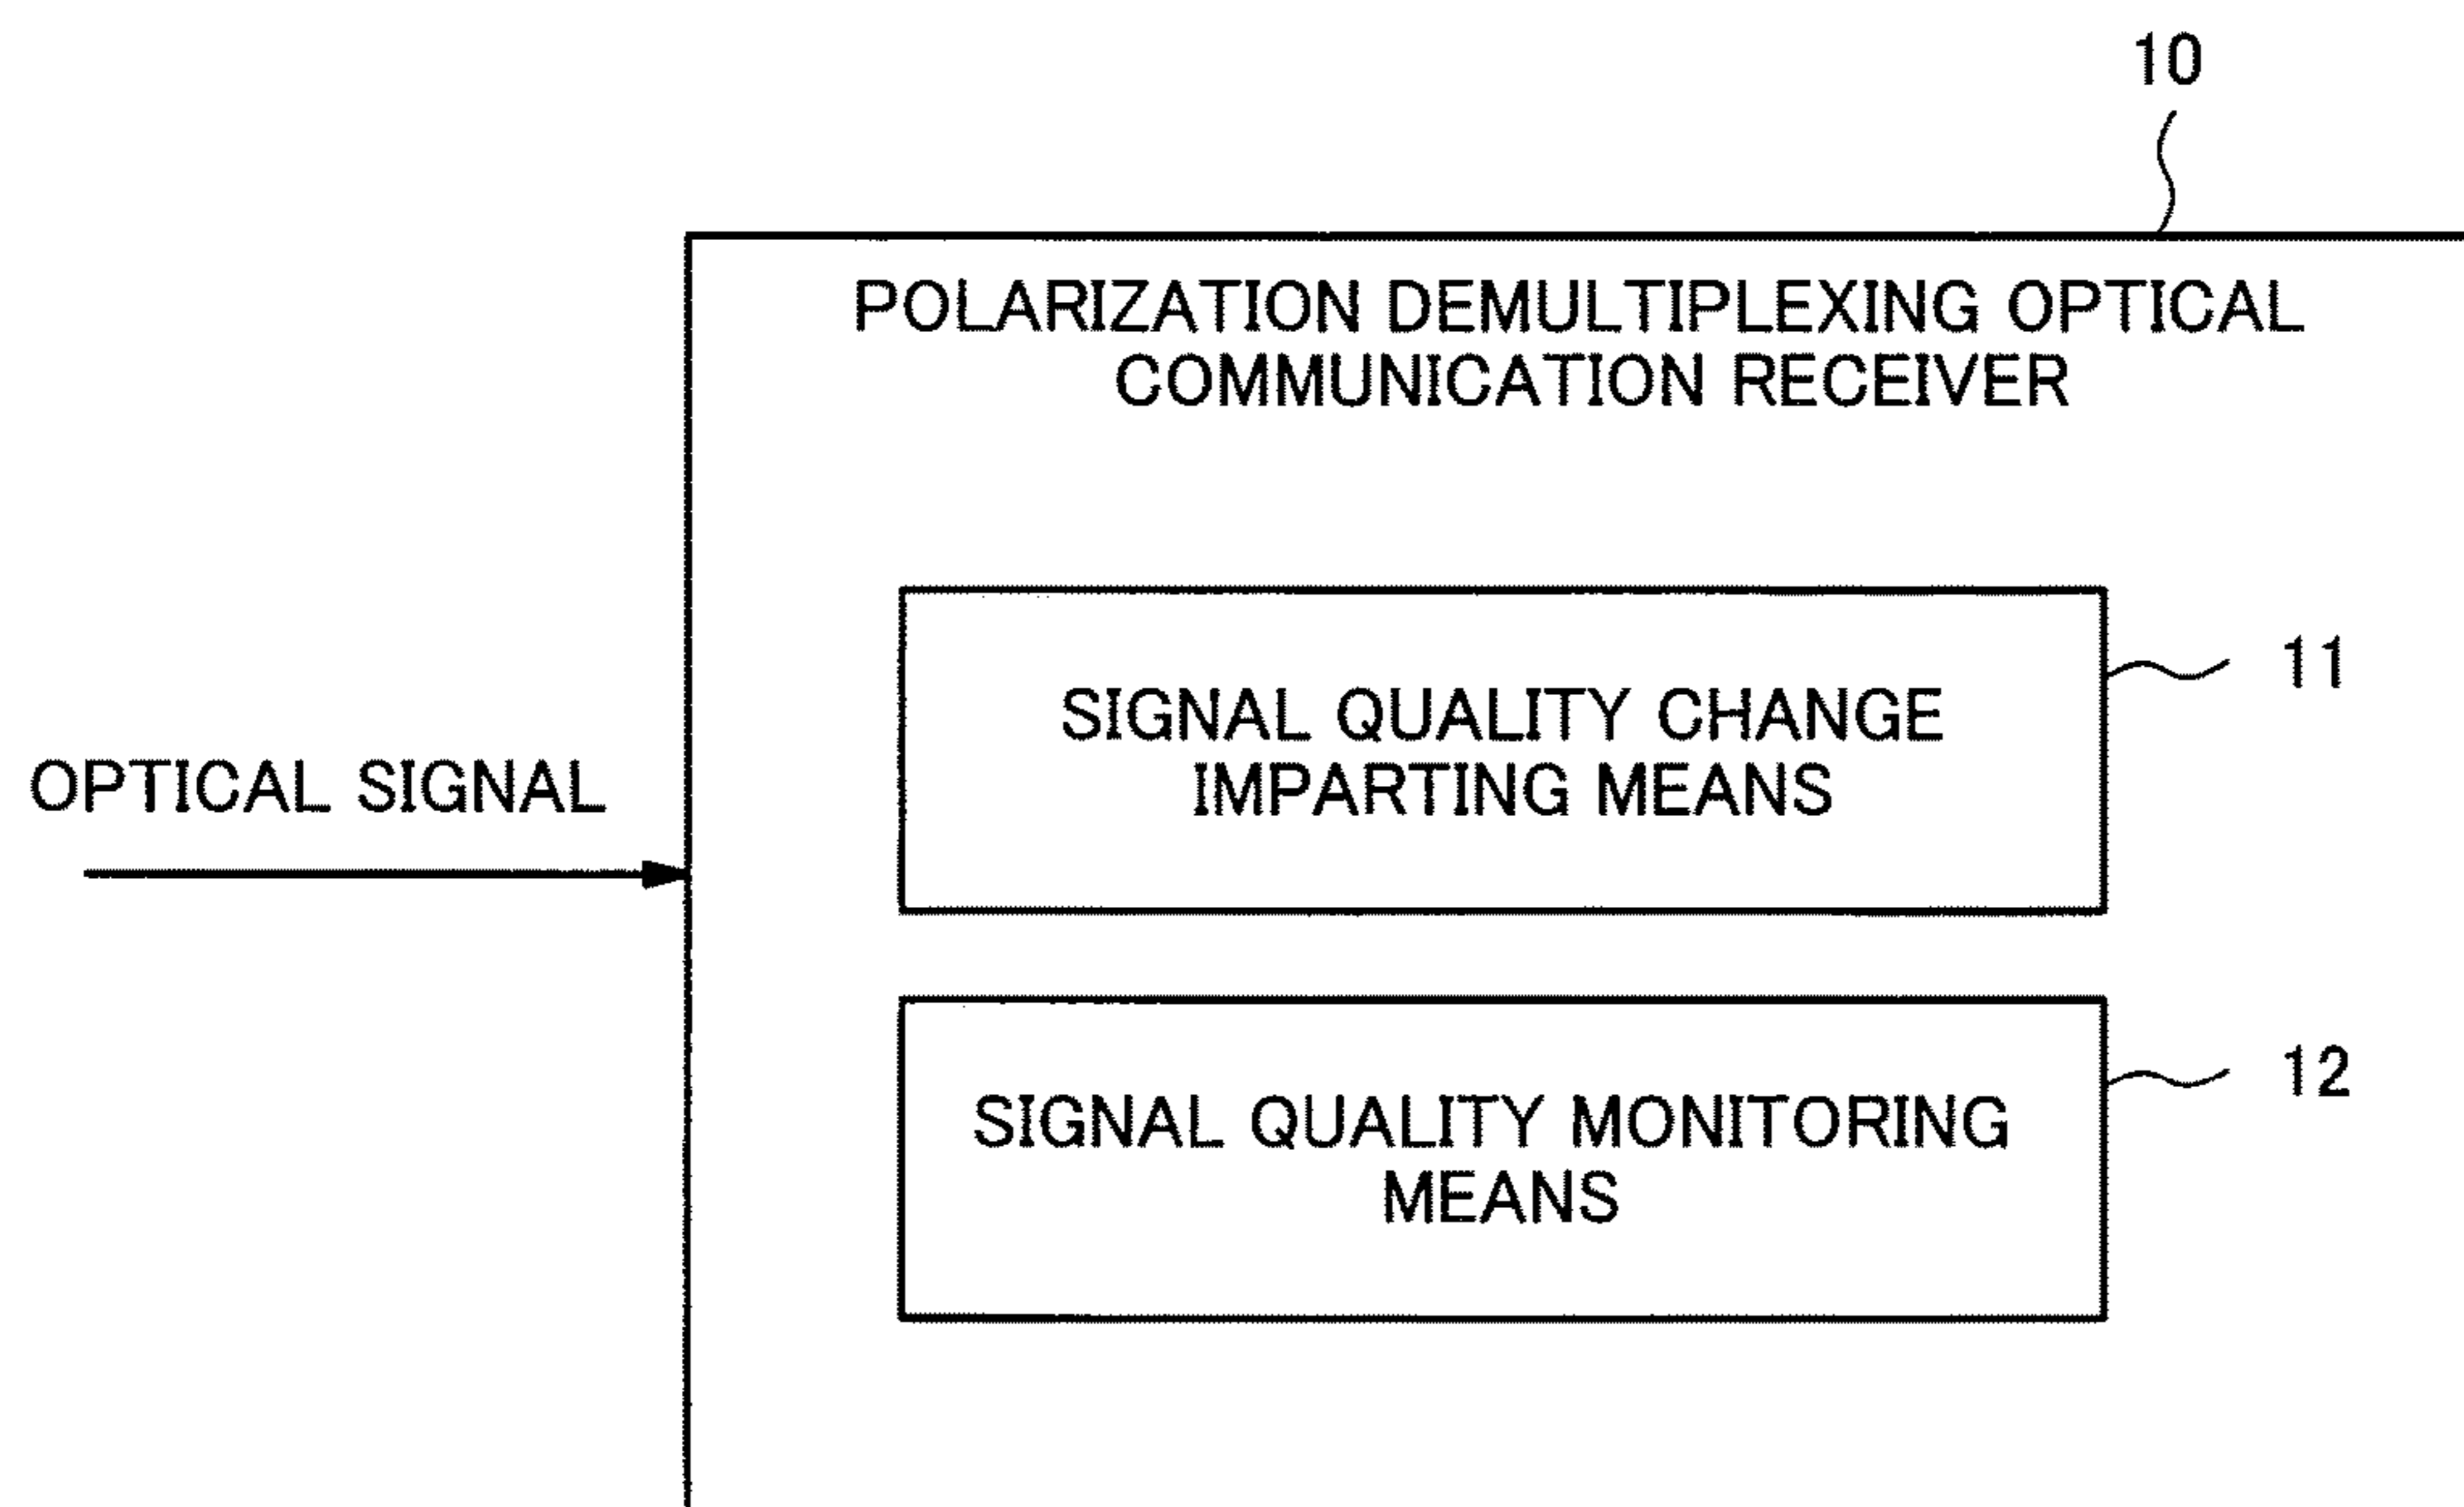 10
POLARIZATION DEMULTIPLEXING OPTICAL
COMMUNICATION RECEIVER
SIGNAL QUALITY CHANGE
IMPARTING MEANS
11
OPTICAL SIGNAL
SIGNAL QUALITY MONITORING
MEANS
12